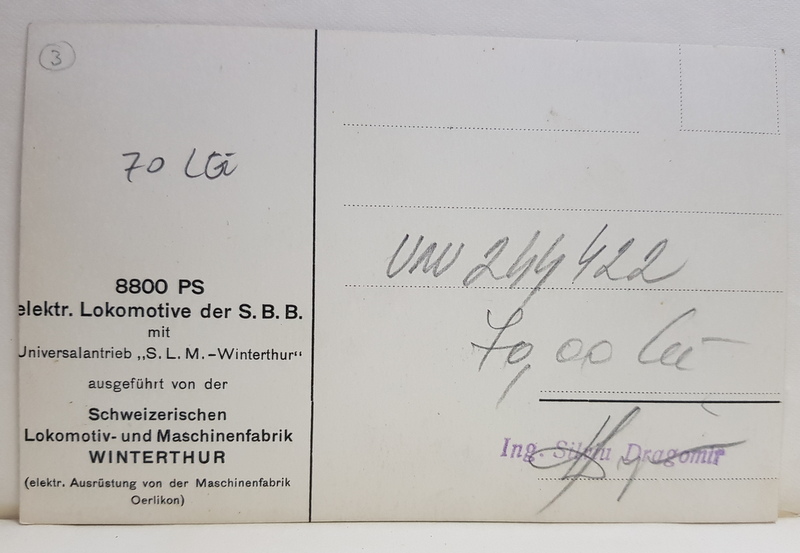 3
70 Lei
8800 PS
elektr. Lokomotive der S. B. B.
mit
Universalantrieb „S. L. M.-Winterthur“
ausgeführt von der
Schweizerischen
Lokomotiv- und Maschinenfabrik
WINTERTHUR
(elektr. Ausrüstung von der Maschinenfabrik
Oerlikon)
244422
70,00 Lei
Ing. Silviu Dragomir